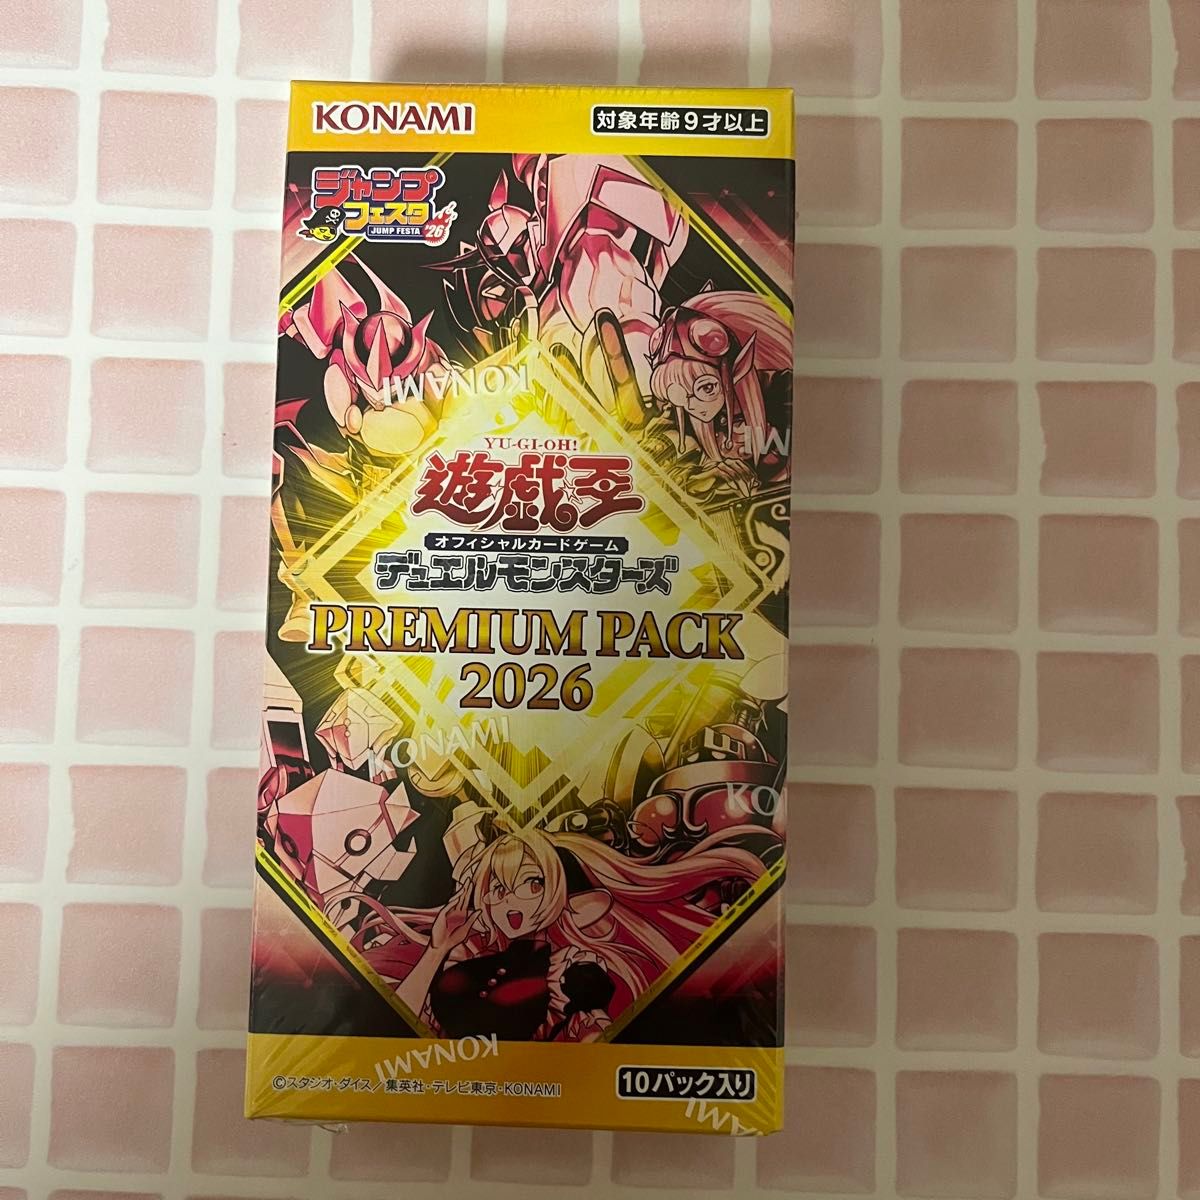 KONAMI
対象年齢9才以上
ジャンプ
フェスタ
JUMP FESTA '26
KONAMI
KONAMI
MI
YU-GI-OH!
遊戯王
オフィシャルカードゲーム
デュエルモンスターズ
PREMIUM PACK
2026
KONAMI
KO
KONAMI
©スタジオ・ダイス/集英社・テレビ東京・KONAMI
10パック入り
AMI